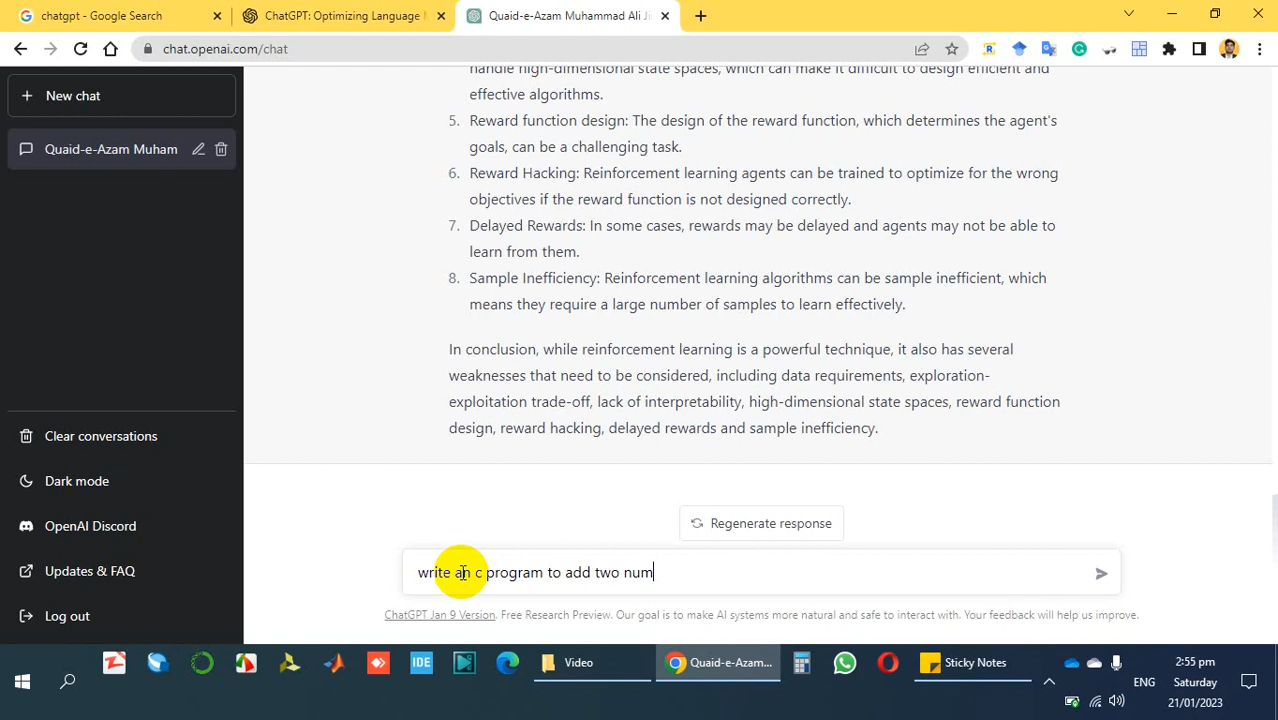 chatgpt - Google Search
ChatGPT: Optimizing Language
Quaid-e-Azam Muhammad Ali Ji
chat.openai.com/chat
New chat
Quaid-e-Azam Muham
Clear conversations
Dark mode
OpenAI Discord
Updates & FAQ
Log out
handle high-dimensional state spaces, which can make it difficult to design efficient and
effective algorithms.
5. Reward function design: The design of the reward function, which determines the agent's
goals, can be a challenging task.
6. Reward Hacking: Reinforcement learning agents can be trained to optimize for the wrong
objectives if the reward function is not designed correctly.
7. Delayed Rewards: In some cases, rewards may be delayed and agents may not be able to
learn from them.
8. Sample Inefficiency: Reinforcement learning algorithms can be sample inefficient, which
means they require a large number of samples to learn effectively.
In conclusion, while reinforcement learning is a powerful technique, it also has several
weaknesses that need to be considered, including data requirements, exploration-
exploitation trade-off, lack of interpretability, high-dimensional state spaces, reward function
design, reward hacking, delayed rewards and sample inefficiency.
Regenerate response
write an c program to add two num
ChatGPT Jan 9 Version. Free Research Preview. Our goal is to make AI systems more natural and safe to interact with. Your feedback will help us improve.
IDE
Video
Quaid-e-Azam...
Sticky Notes
ENG
2:55 pm
Saturday
21/01/2023